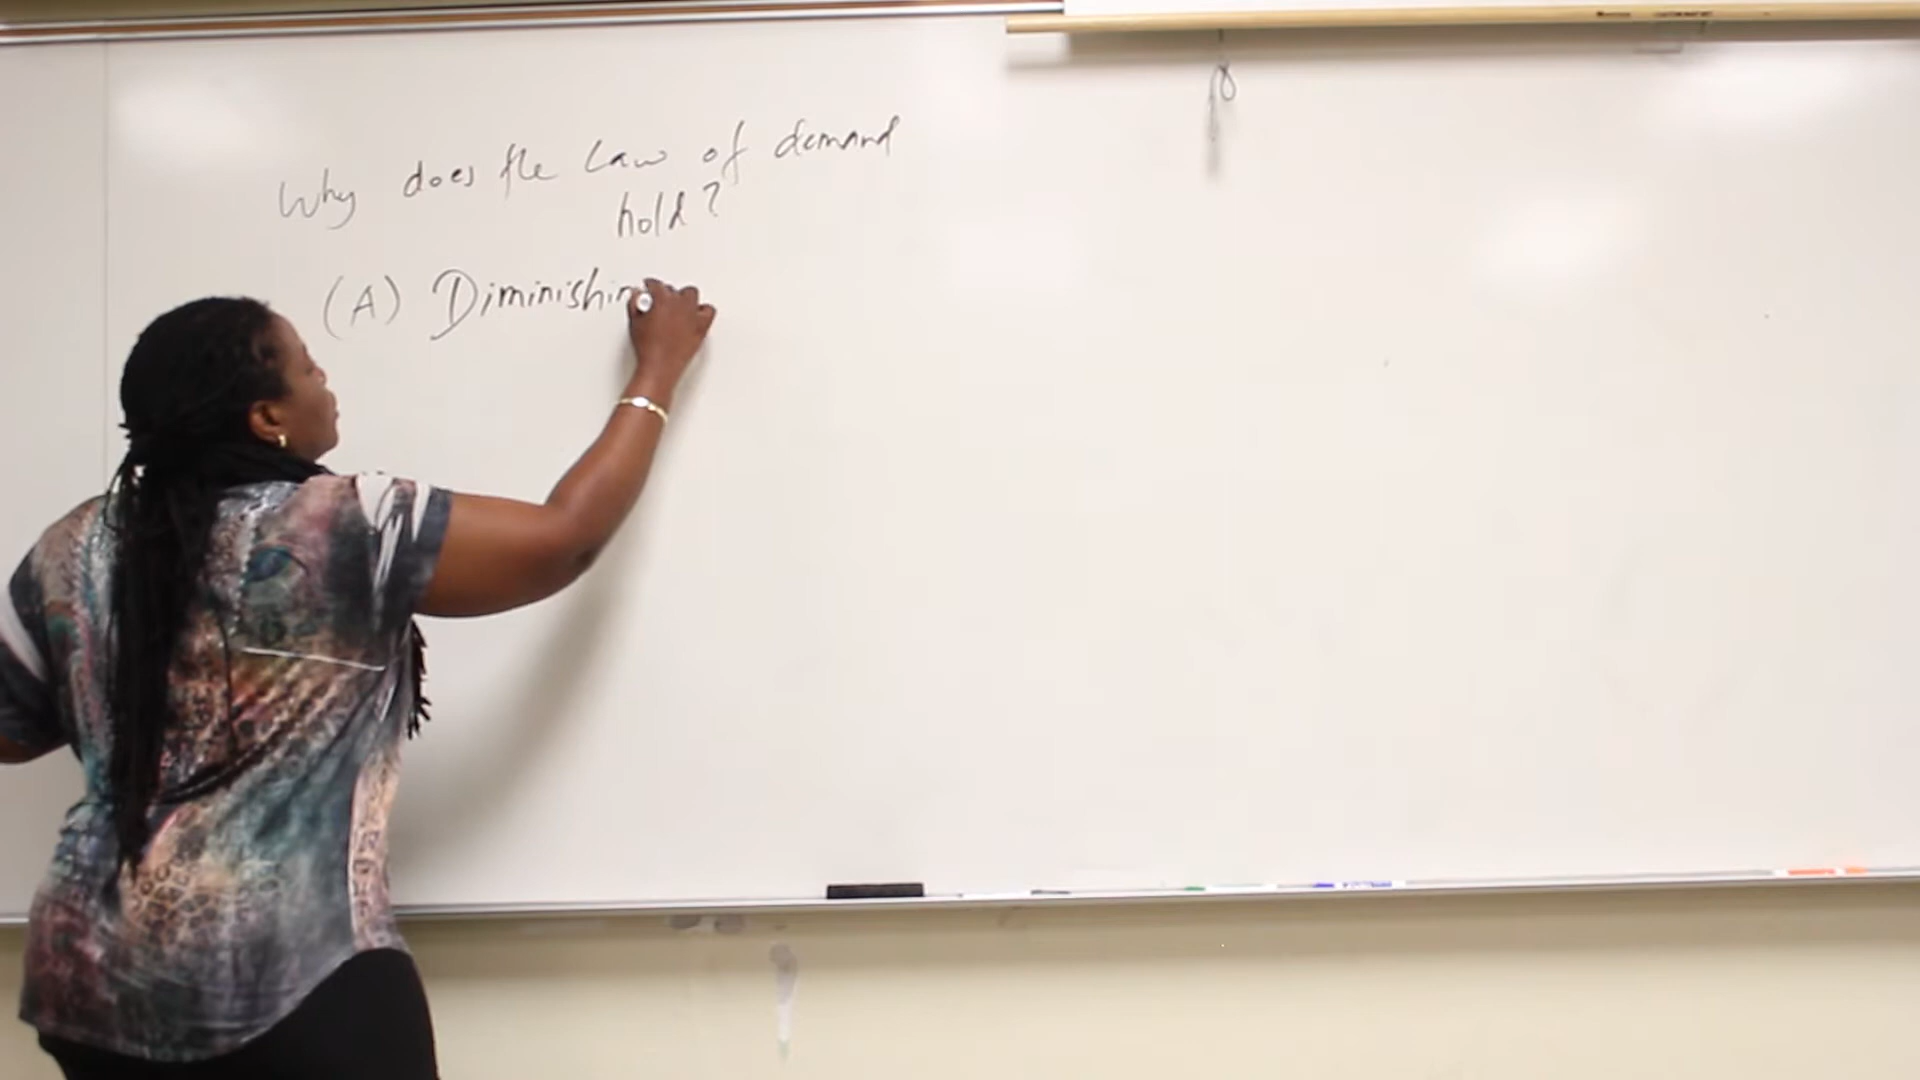 Why does the Law of demand
hold?
(A) Diminishin